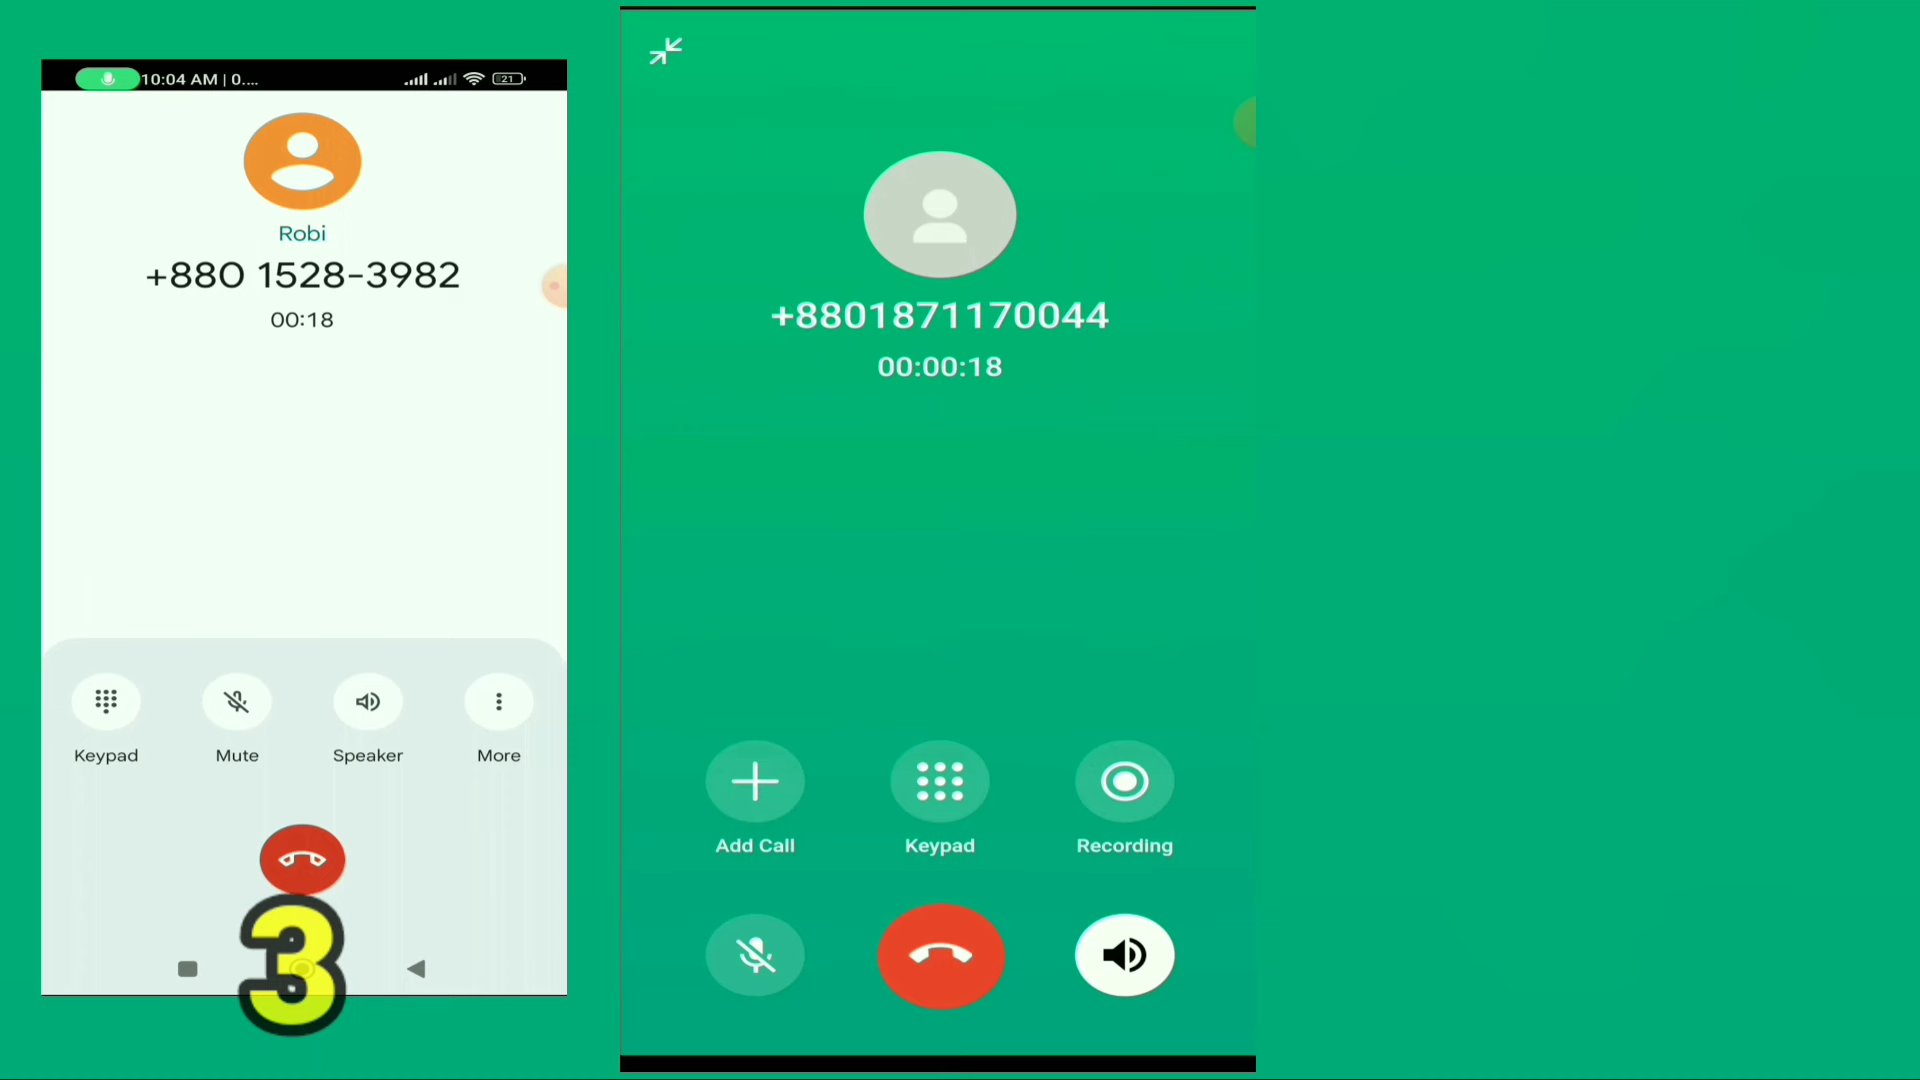 10:04 AM | 0....
21
Robi
+880 1528-3982
00:18
Keypad
Mute
Speaker
More
3
+8801871170044
00:00:18
Add Call
Keypad
Recording